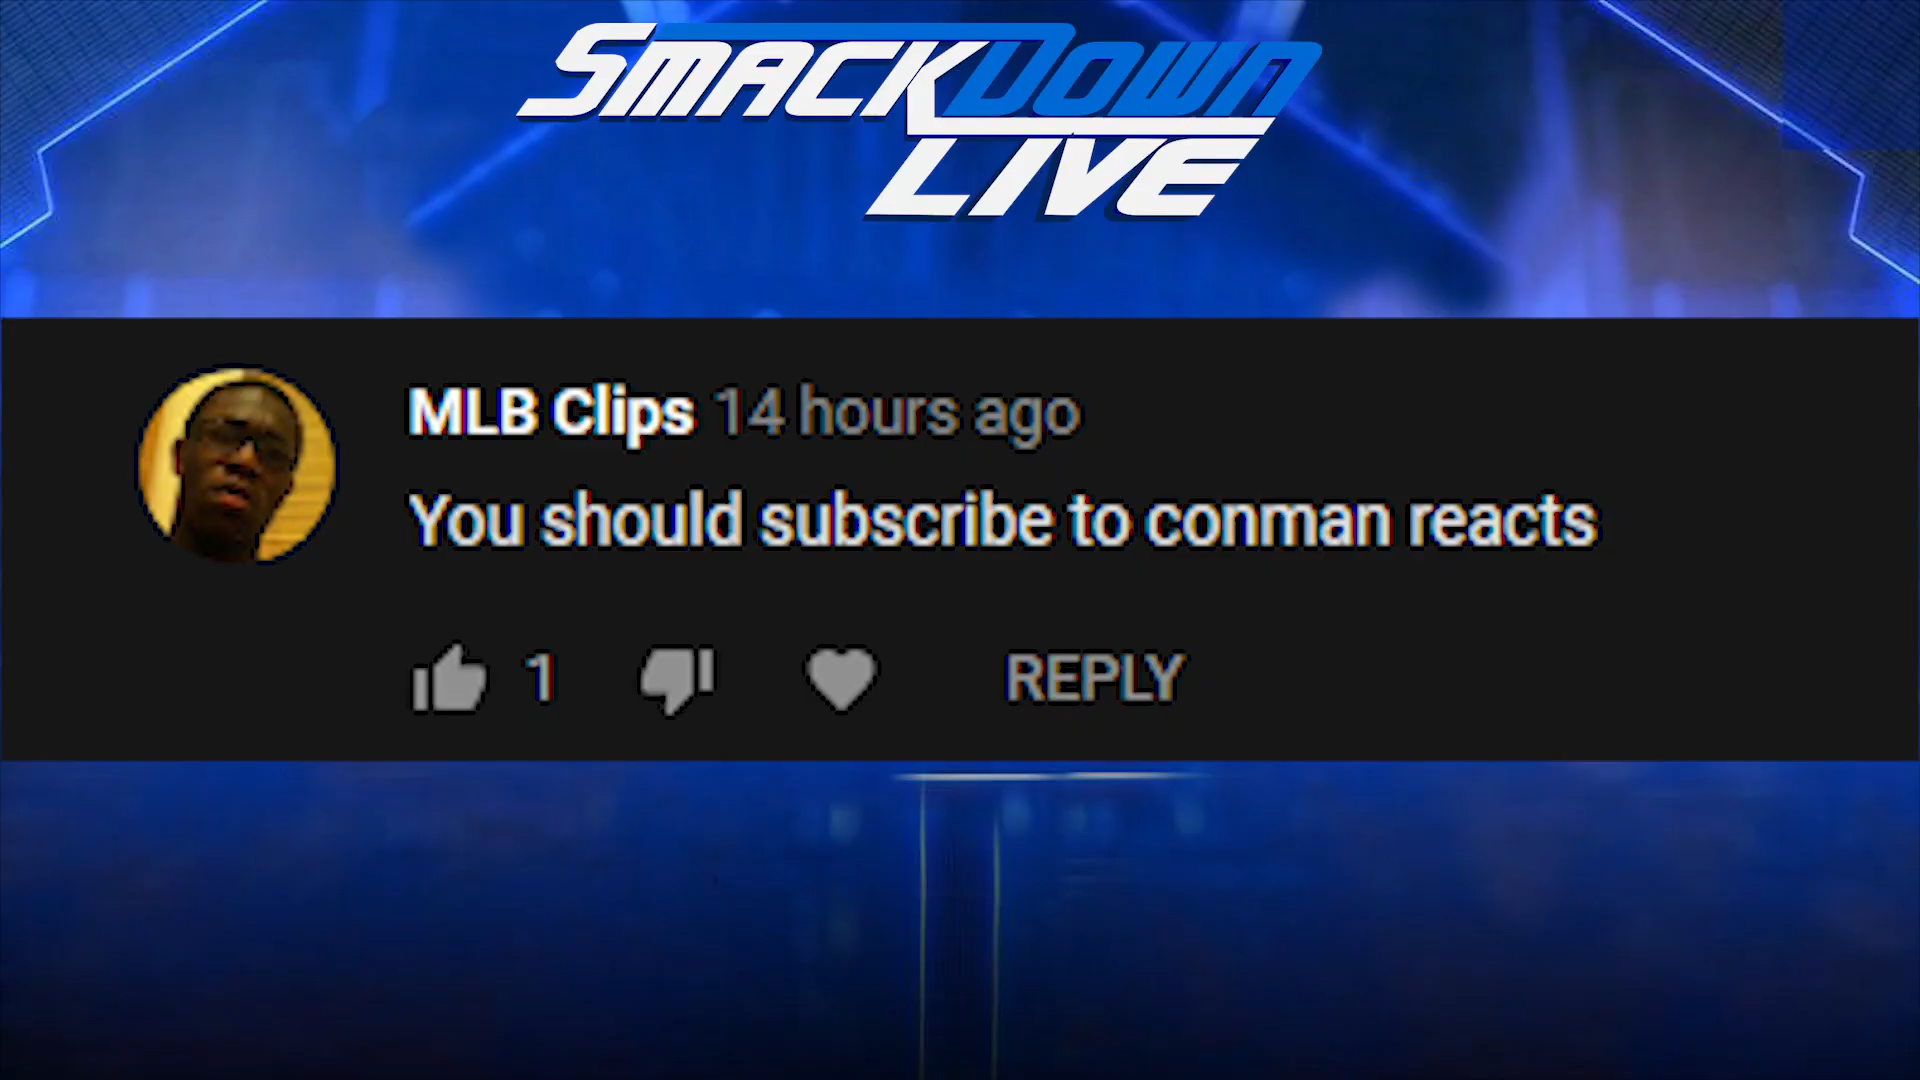 SMACKDOWN
LIVE
MLB Clips 14 hours ago
You should subscribe to conman reacts
1 REPLY